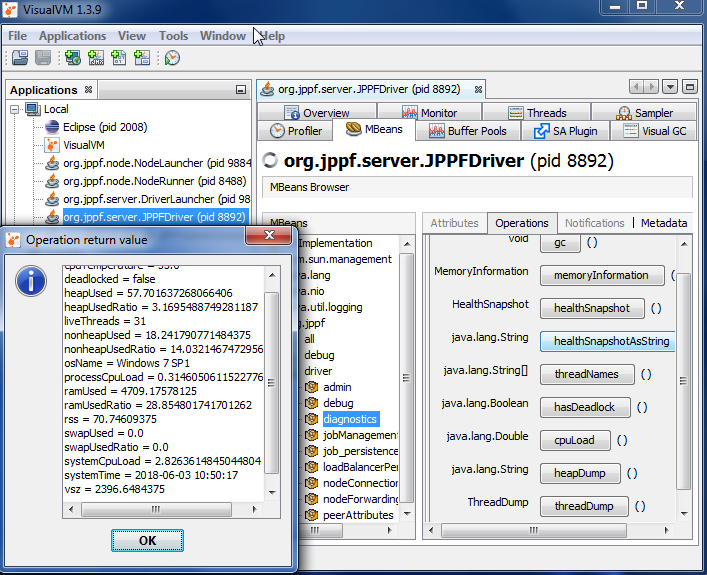 VisualVM 1.3.9
File Applications View Tools Window Help
Applications
Local
Eclipse (pid 2008)
VisualVM
org.jppf.node.NodeLauncher (pid 9884
org.jppf.node.NodeRunner (pid 8488)
org.jppf.server.DriverLauncher (pid 98
org.jppf.server.JPPFDriver (pid 8892)
org.jppf.server.JPPFDriver (pid 8892)
Overview Monitor Threads Sampler
Profiler MBeans Buffer Pools SA Plugin Visual GC
org.jppf.server.JPPFDriver (pid 8892)
MBeans Browser
MBeans
Implementation
m.sun.management
va.lang
va.nio
va.util.logging
g.jppf
all
debug
driver
admin
debug
diagnostics
jobManagement
job_persistence
loadBalancerPer
nodeConnection
nodeForwarding
peerAttributes
Attributes Operations Notifications Metadata
void gc ()
MemoryInformation memoryInformation (
HealthSnapshot healthSnapshot ()
java.lang.String healthSnapshotAsString
java.lang.String[] threadNames ()
java.lang.Boolean hasDeadlock ()
java.lang.Double cpuLoad ()
java.lang.String heapDump ()
ThreadDump threadDump ()
Operation return value
cpuTemperature = 53.0
deadlocked = false
heapUsed = 57.701637268066406
heapUsedRatio = 3.1695488749281187
liveThreads = 31
nonheapUsed = 18.241790771484375
nonheapUsedRatio = 14.0321467472956
osName = Windows 7 SP1
processCpuLoad = 0.3146050611522776
ramUsed = 4709.17578125
ramUsedRatio = 28.854801741701262
rss = 70.74609375
swapUsed = 0.0
swapUsedRatio = 0.0
systemCpuLoad = 2.8263614845044804
systemTime = 2018-06-03 10:50:17
vsz = 2396.6484375
OK